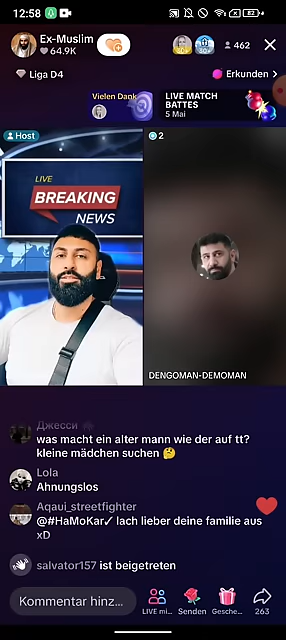 12:58
Ex-Muslim
64.9K
462
Liga D4
Erkunden
Vielen Dank
LIVE MATCH
BATTES
5 Mai
Host
2
LIVE
BREAKING
NEWS
DENGOMAN-DEMOMAN
Джесси
was macht ein alter mann wie der auf tt?
kleine mädchen suchen 🤔
Lola
Ahnungslos
Aqaui_streetfighter
@#HaMoKar✓ lach lieber deine familie aus
xD
salvator157 ist beigetreten
Kommentar hinz...
LIVE mi...
Senden
Gesche...
263